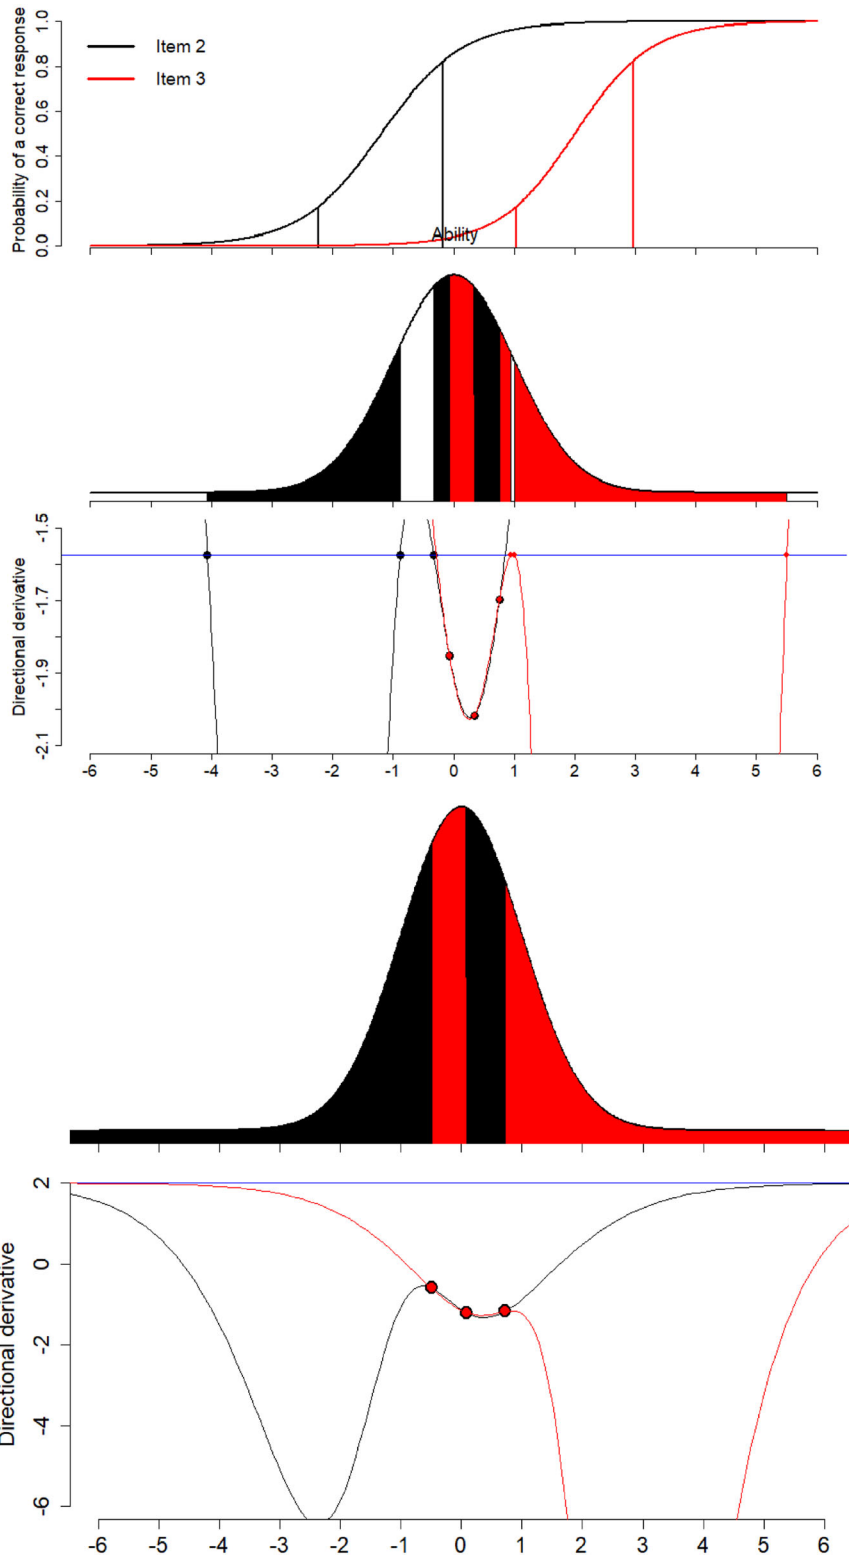 Probability of a correct response
1.0
0.8
0.6
0.4
0.2
0.0
Item 2
Item 3
Ability
Directional derivative
-1.5
-1.7
-1.9
-2.1
-6 -5 -4 -3 -2 -1 0 1 2 3 4 5 6
Directional derivative
2
0
-2
-4
-6
-6 -5 -4 -3 -2 -1 0 1 2 3 4 5 6